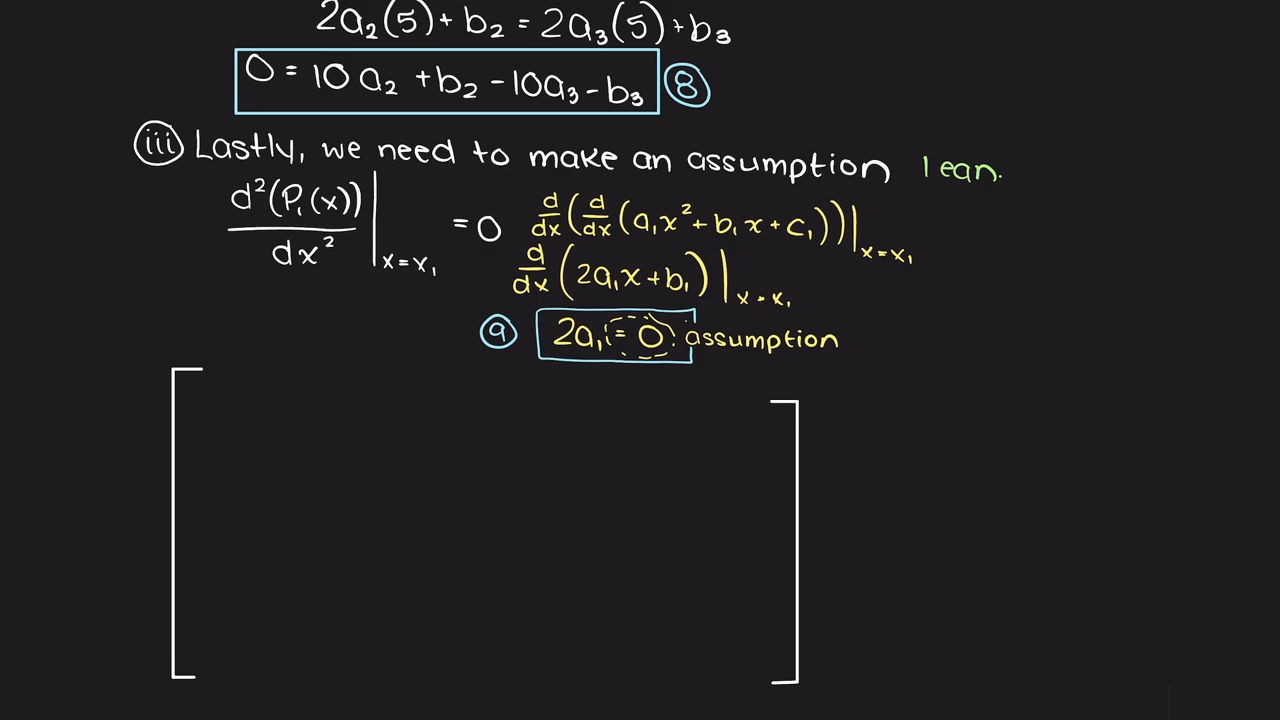 2a₂(5) + b₂ = 2a₃(5) + b₃
0 = 10a₂ + b₂ - 10a₃ - b₃ ⑧
(iii) Lastly, we need to make an assumption 1 eqn.
d²(P₁(x))/dx² |x=x₁ = 0 d/dx(d/dx(a₁x² + b₁x + c₁))|x=x₁
d/dx(2a₁x + b₁)|x=x₁
⑨ 2a₁ = 0 assumption